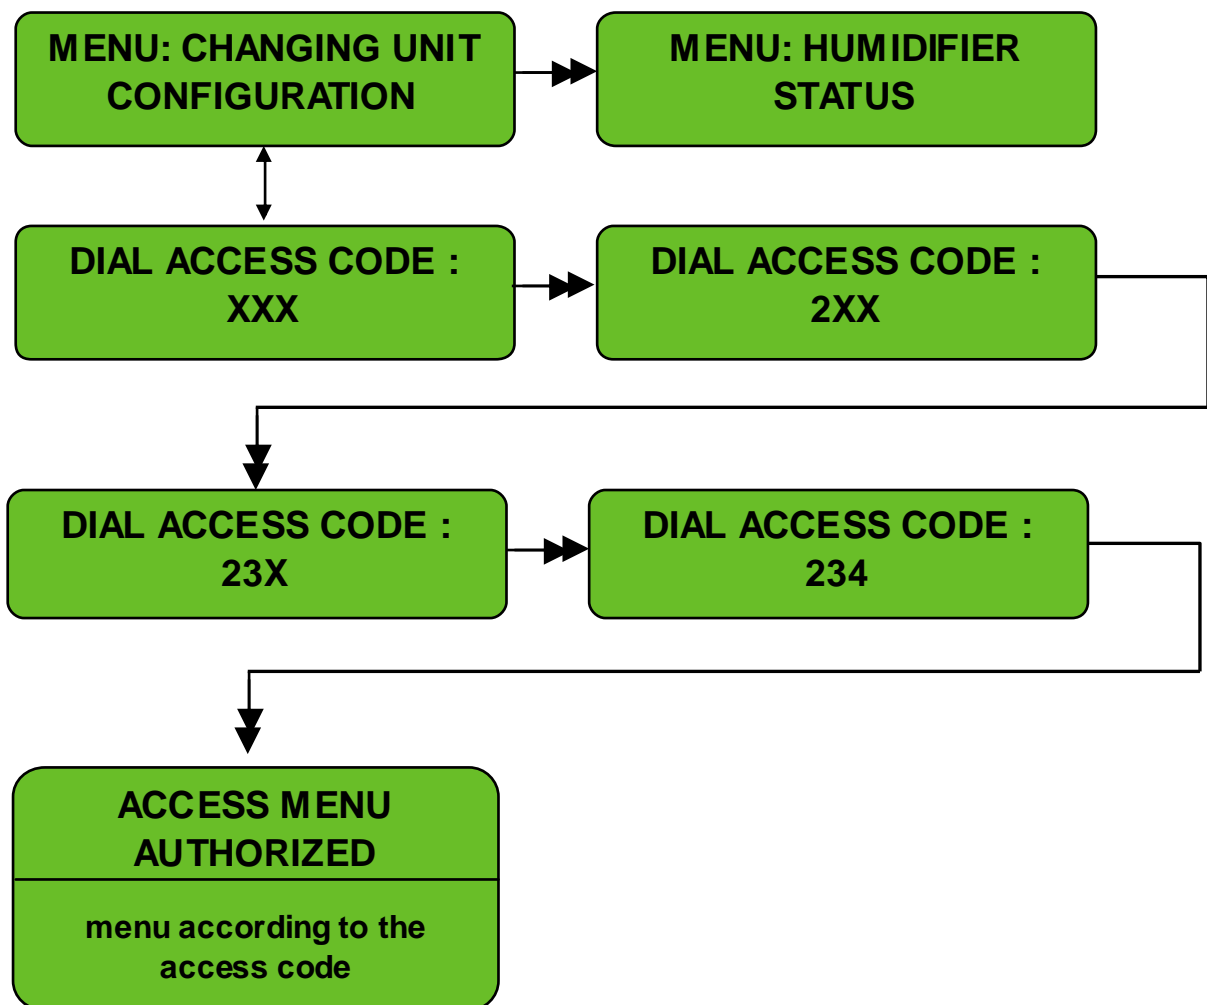 MENU: CHANGING UNIT
CONFIGURATION
MENU: HUMIDIFIER
STATUS
DIAL ACCESS CODE :
XXX
DIAL ACCESS CODE :
2XX
DIAL ACCESS CODE :
23X
DIAL ACCESS CODE :
234
ACCESS MENU
AUTHORIZED
menu according to the
access code